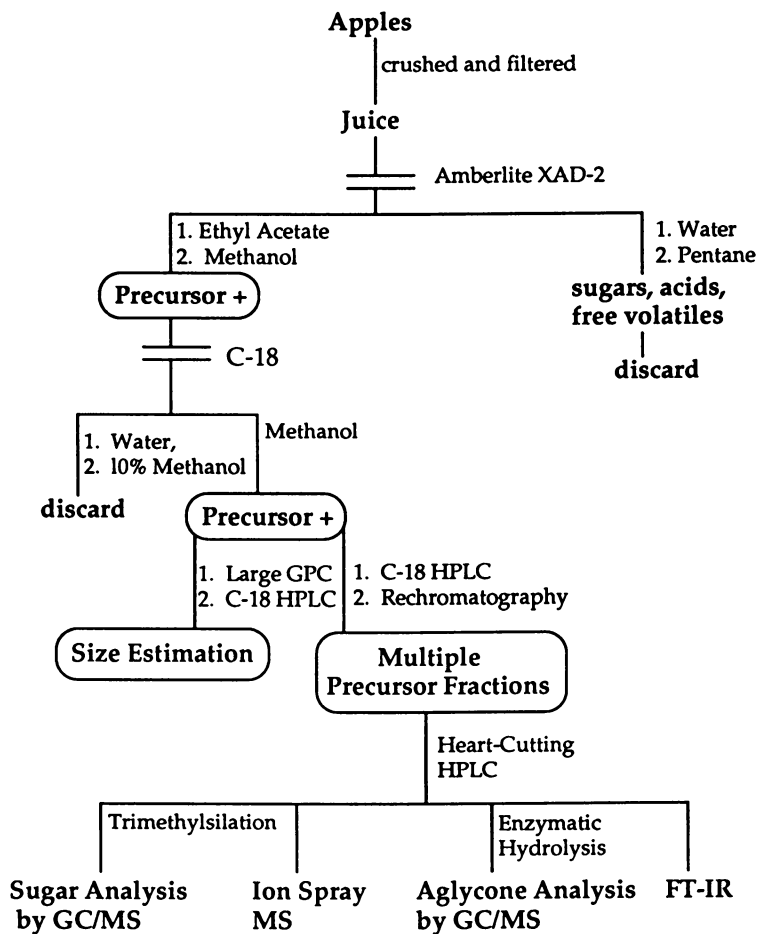 Apples
crushed and filtered
Juice
Amberlite XAD-2
1. Ethyl Acetate
2. Methanol
1. Water
2. Pentane
Precursor +
sugars, acids,
free volatiles
discard
C-18
1. Water,
2. 10% Methanol
Methanol
discard
Precursor +
1. Large GPC
2. C-18 HPLC
1. C-18 HPLC
2. Rechromatography
Size Estimation
Multiple
Precursor Fractions
Heart-Cutting
HPLC
Trimethylsilation
Enzymatic
Hydrolysis
Sugar Analysis
by GC/MS
Ion Spray
MS
Aglycone Analysis
by GC/MS
FT-IR